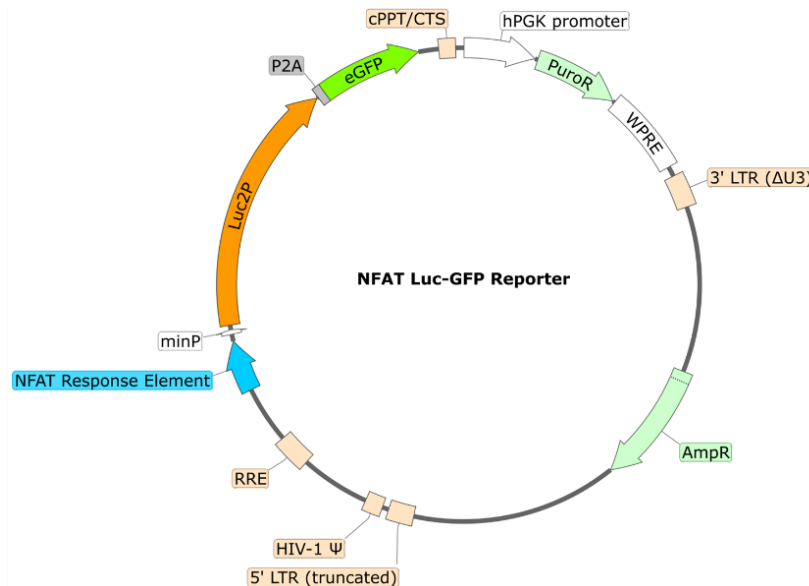 cPPT/CTS
hPGK promoter
P2A
eGFP
PuroR
WPRE
3' LTR (ΔU3)
Luc2P
NFAT Luc-GFP Reporter
minP
NFAT Response Element
AmpR
RRE
HIV-1 Ψ
5' LTR (truncated)